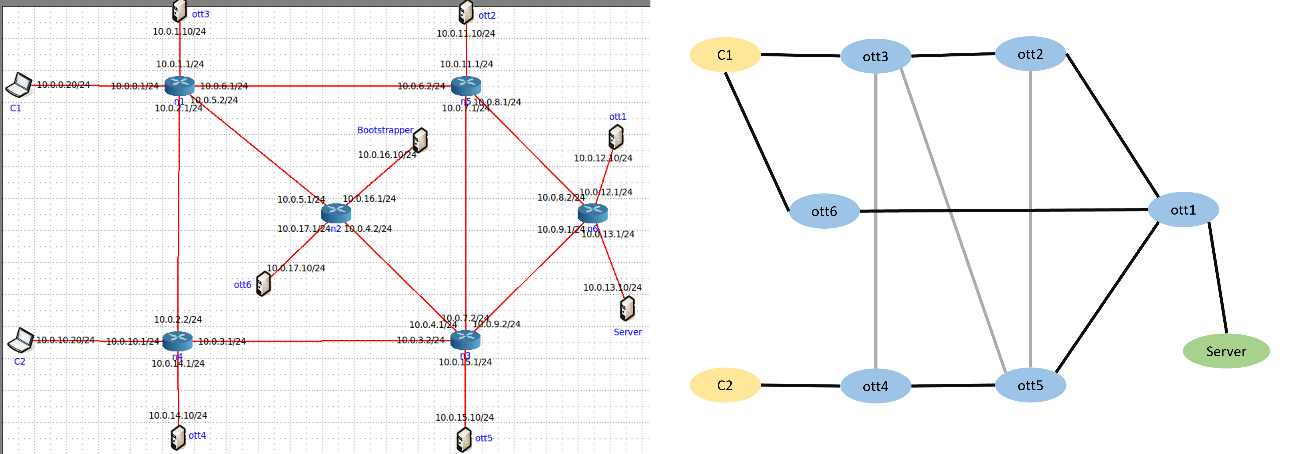 ott3
10.0.1.10/24
10.0.1.1/24
ott2
10.0.11.10/24
10.0.11.1/24
C1
10.0.0.20/24
10.0.0.1/24
10.0.6.1/24
10.0.5.2/24
n1
10.0.2.1/24
10.0.6.2/24
n5
10.0.8.1/24
10.0.7.1/24
Bootstrapper
10.0.16.10/24
ott1
10.0.12.10/24
10.0.12.1/24
10.0.5.1/24
10.0.16.1/24
10.0.17.1/24
n2
10.0.4.2/24
10.0.8.2/24
10.0.9.1/24
n6
10.0.13.1/24
10.0.17.10/24
ott6
10.0.13.10/24
Server
10.0.2.2/24
C2
10.0.10.20/24
10.0.10.1/24
10.0.3.1/24
n4
10.0.14.1/24
10.0.7.2/24
10.0.4.1/24
10.0.9.2/24
10.0.3.2/24
n3
10.0.15.1/24
10.0.14.10/24
ott4
10.0.15.10/24
ott5
C1
ott3
ott2
ott6
ott1
Server
C2
ott4
ott5